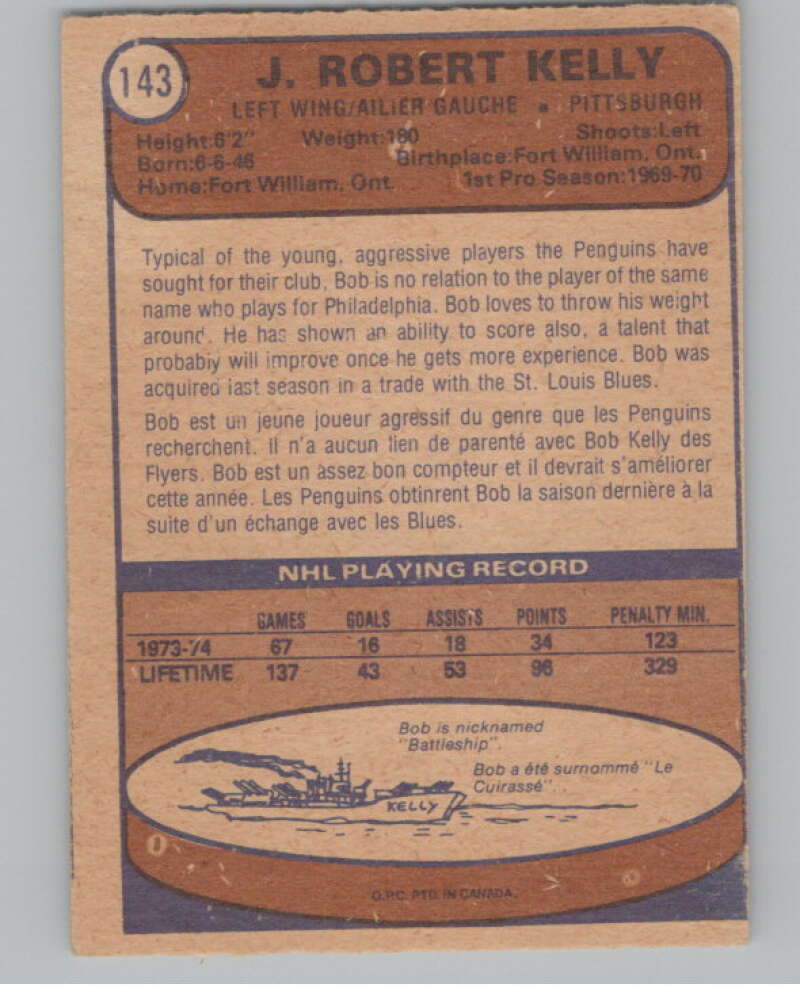 143
J. ROBERT KELLY
LEFT WING/AILIER GAUCHE ■ PITTSBURGH
Height:6'2" Weight:180 Shoots:Left
Born:6-6-46 Birthplace:Fort William, Ont.
Home:Fort William, Ont. 1st Pro Season:1969-70
Typical of the young, aggressive players the Penguins have
sought for their club, Bob is no relation to the player of the same
name who plays for Philadelphia. Bob loves to throw his weight
around. He has shown an ability to score also, a talent that
probably will improve once he gets more experience. Bob was
acquired last season in a trade with the St. Louis Blues.
Bob est un jeune joueur agressif du genre que les Penguins
recherchent. Il n'a aucun lien de parenté avec Bob Kelly des
Flyers. Bob est un assez bon compteur et il devrait s'améliorer
cette année. Les Penguins obtinrent Bob la saison dernière à la
suite d'un échange avec les Blues.
NHL PLAYING RECORD
GAMES GOALS ASSISTS POINTS PENALTY MIN.
1973-74 67 16 18 34 123
LIFETIME 137 43 53 96 329
Bob is nicknamed
"Battleship".
Bob a été surnommé "Le
Cuirassé".
KELLY
O.P.C. PTD. IN CANADA.